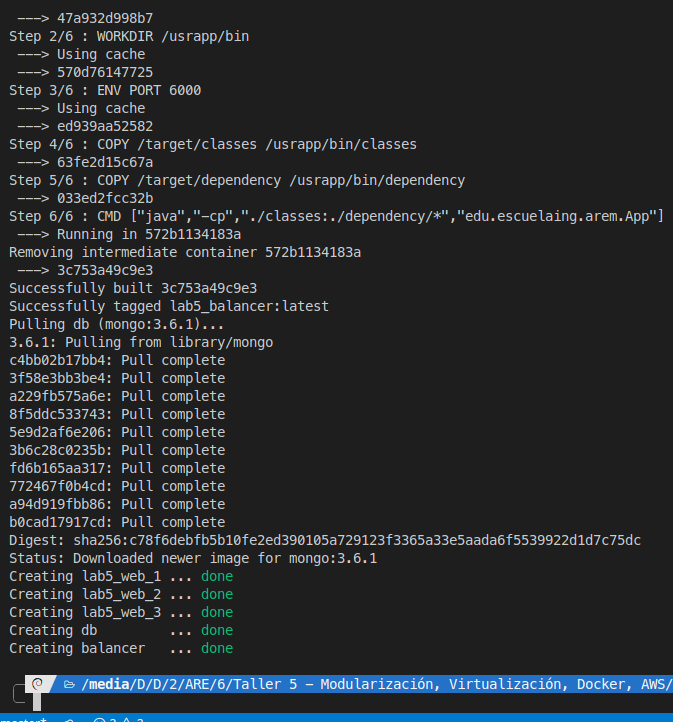 ---> 47a932d998b7
Step 2/6 : WORKDIR /usrapp/bin
---> Using cache
---> 570d76147725
Step 3/6 : ENV PORT 6000
---> Using cache
---> ed939aa52582
Step 4/6 : COPY /target/classes /usrapp/bin/classes
---> 63fe2d15c67a
Step 5/6 : COPY /target/dependency /usrapp/bin/dependency
---> 033ed2fcc32b
Step 6/6 : CMD ["java","-cp","./classes:./dependency/*","edu.escuelaing.arem.App"]
---> Running in 572b1134183a
Removing intermediate container 572b1134183a
---> 3c753a49c9e3
Successfully built 3c753a49c9e3
Successfully tagged lab5_balancer:latest
Pulling db (mongo:3.6.1)...
3.6.1: Pulling from library/mongo
c4bb02b17bb4: Pull complete
3f58e3bb3be4: Pull complete
a229fb575a6e: Pull complete
8f5ddc533743: Pull complete
5e9d2af6e206: Pull complete
3b6c28c0235b: Pull complete
fd6b165aa317: Pull complete
772467f0b4cd: Pull complete
a94d919fbb86: Pull complete
b0cad17917cd: Pull complete
Digest: sha256:c78f6debfb5b10fe2ed390105a729123f3365a33e5aada6f5539922d1d7c75dc
Status: Downloaded newer image for mongo:3.6.1
Creating lab5_web_1 ... done
Creating lab5_web_2 ... done
Creating lab5_web_3 ... done
Creating db ... done
Creating balancer ... done
/media/D/D/2/ARE/6/Taller 5 – Modularización, Virtualización, Docker, AWS/